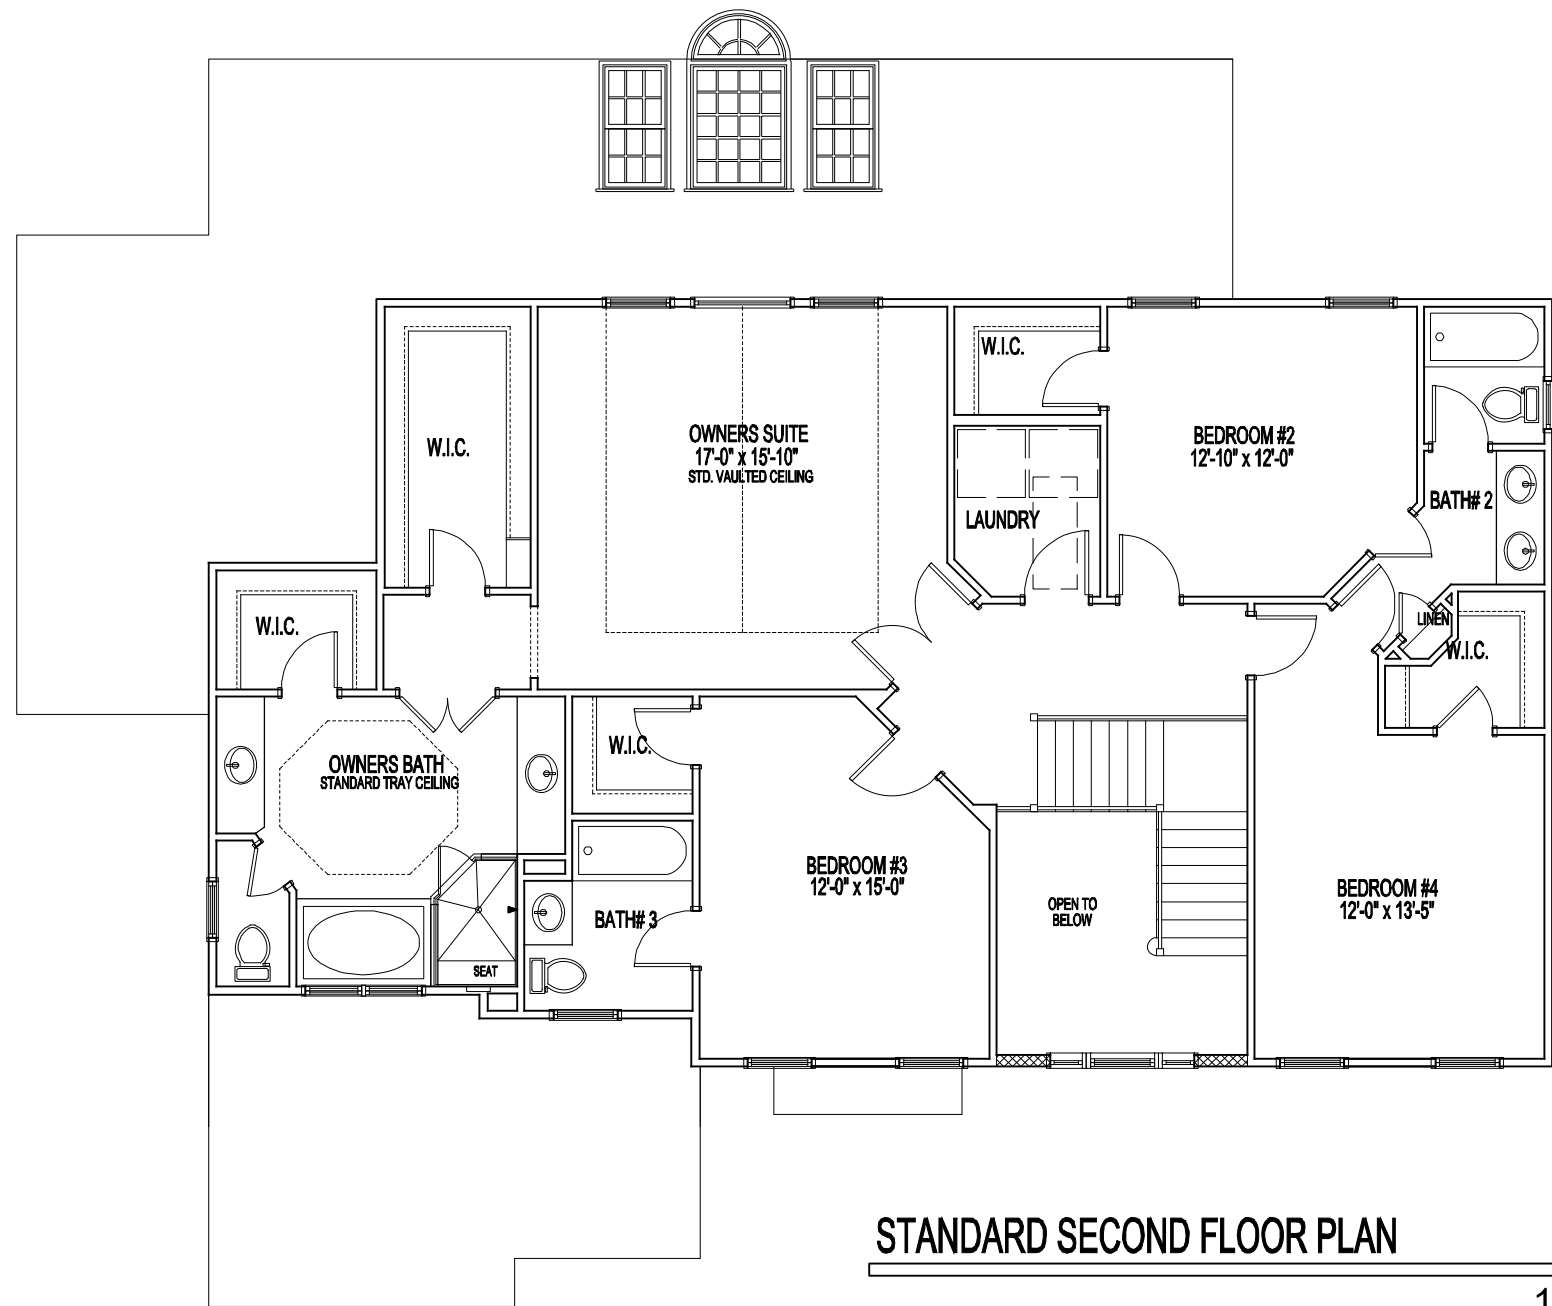 W.I.C.
OWNERS SUITE
17'-0" x 15'-10"
STD. VAULTED CEILING
W.I.C.
BEDROOM #2
12'-10" x 12'-0"
W.I.C.
LAUNDRY
BATH# 2
LINEN
W.I.C.
W.I.C.
OWNERS BATH
STANDARD TRAY CEILING
W.I.C.
BEDROOM #3
12'-0" x 15'-0"
BATH# 3
SEAT
OPEN TO
BELOW
BEDROOM #4
12'-0" x 13'-5"
STANDARD SECOND FLOOR PLAN
1